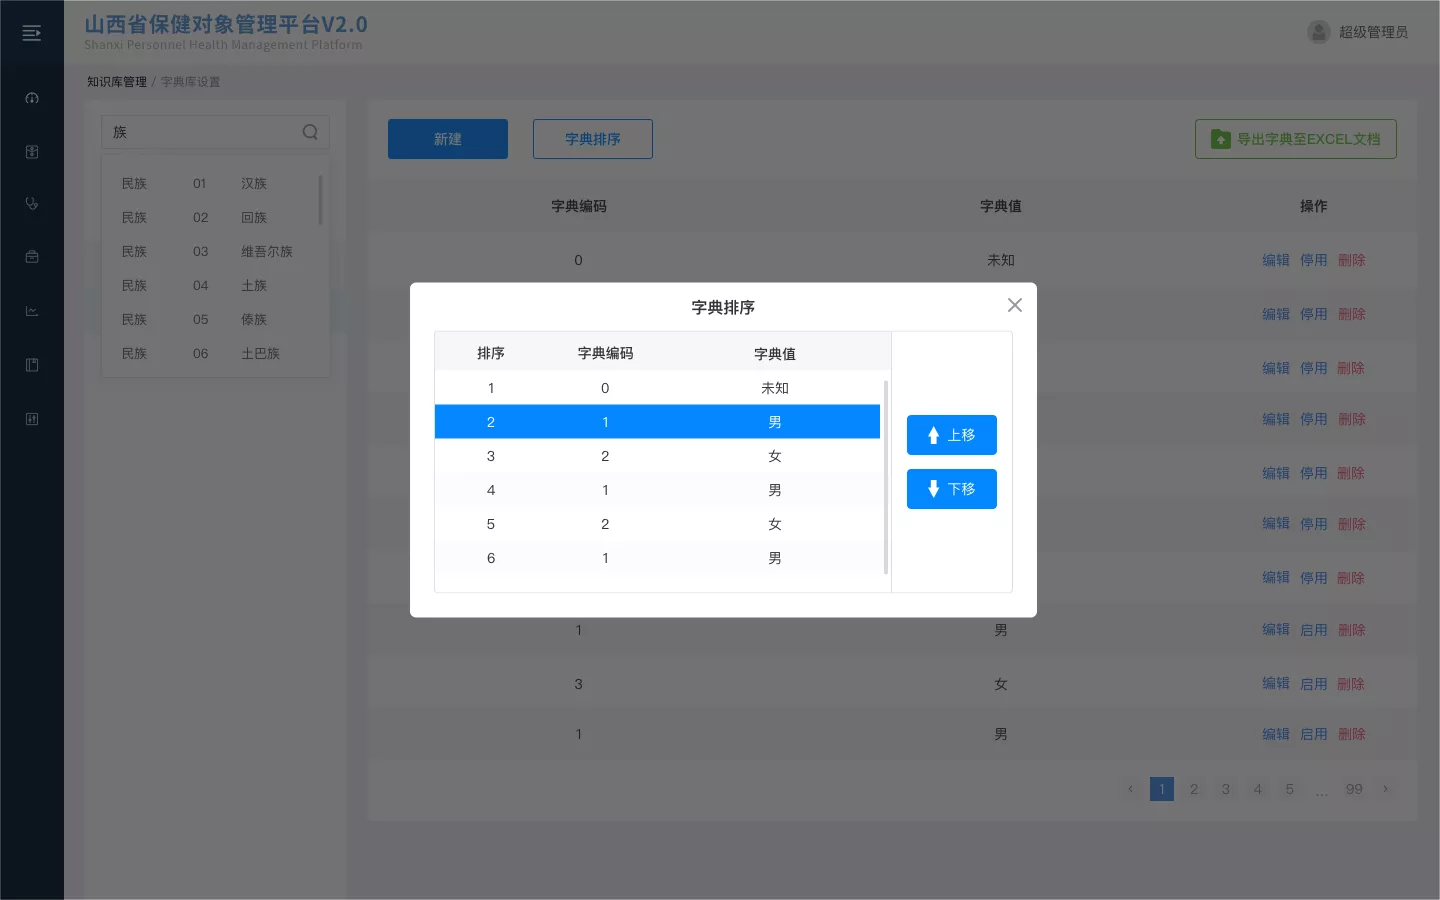 山西省保健对象管理平台V2.0
Shanxi Personnel Health Management Platform
超级管理员
知识库管理 / 字典库设置
族
民族 01 汉族
民族 02 回族
民族 03 维吾尔族
民族 04 土族
民族 05 傣族
民族 06 土巴族
新建
字典排序
导出字典至EXCEL文档
字典编码 字典值 操作
0 未知 编辑 停用 删除
编辑 停用 删除
编辑 停用 删除
编辑 停用 删除
编辑 停用 删除
编辑 停用 删除
编辑 停用 删除
1 男 编辑 启用 删除
3 女 编辑 启用 删除
1 男 编辑 启用 删除
‹ 1 2 3 4 5 ... 99 ›
字典排序
排序 字典编码 字典值
1 0 未知
2 1 男
3 2 女
4 1 男
5 2 女
6 1 男
上移
下移